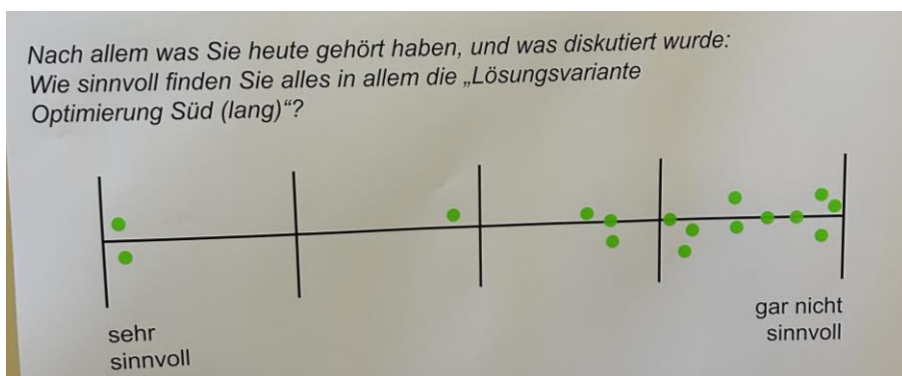 Nach allem was Sie heute gehört haben, und was diskutiert wurde:
Wie sinnvoll finden Sie alles in allem die „Lösungsvariante
Optimierung Süd (lang)“?
sehr
sinnvoll
gar nicht
sinnvoll